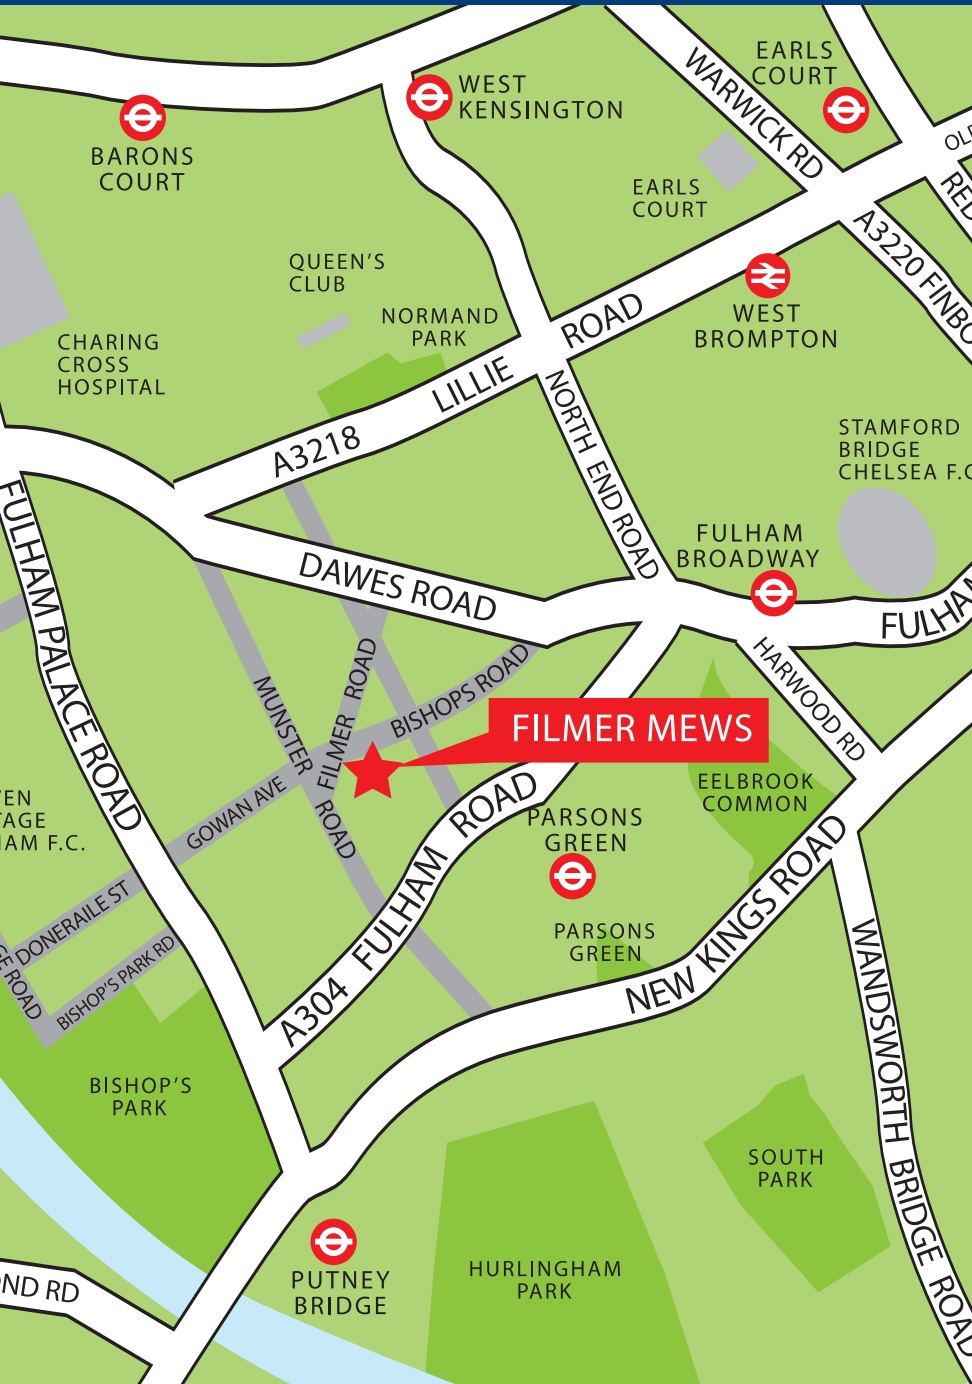 EARLS
COURT
WARWICK RD
WEST
KENSINGTON
BARONS
COURT
EARLS
COURT
A3220
QUEEN'S
CLUB
NORMAND
PARK
LILLIE ROAD
A3218
WEST
BROMPTON
CHARING
CROSS
HOSPITAL
NORTH END ROAD
STAMFORD
BRIDGE
CHELSEA
FULHAM
BROADWAY
FULHAM PALACE ROAD
DAWES ROAD
HARWOOD RD
MUNSTER ROAD
FILMER ROAD
BISHOPS ROAD
FILMER MEWS
GOWAN AVE
EELBROOK
COMMON
F.C.
A304 FULHAM ROAD
PARSONS
GREEN
PARSONS
GREEN
NEW KINGS ROAD
DONERAILE ST
BISHOP'S PARK RD
ROAD
WANDSWORTH BRIDGE ROAD
BISHOP'S
PARK
SOUTH
PARK
HURLINGHAM
PARK
PUTNEY
BRIDGE
RD